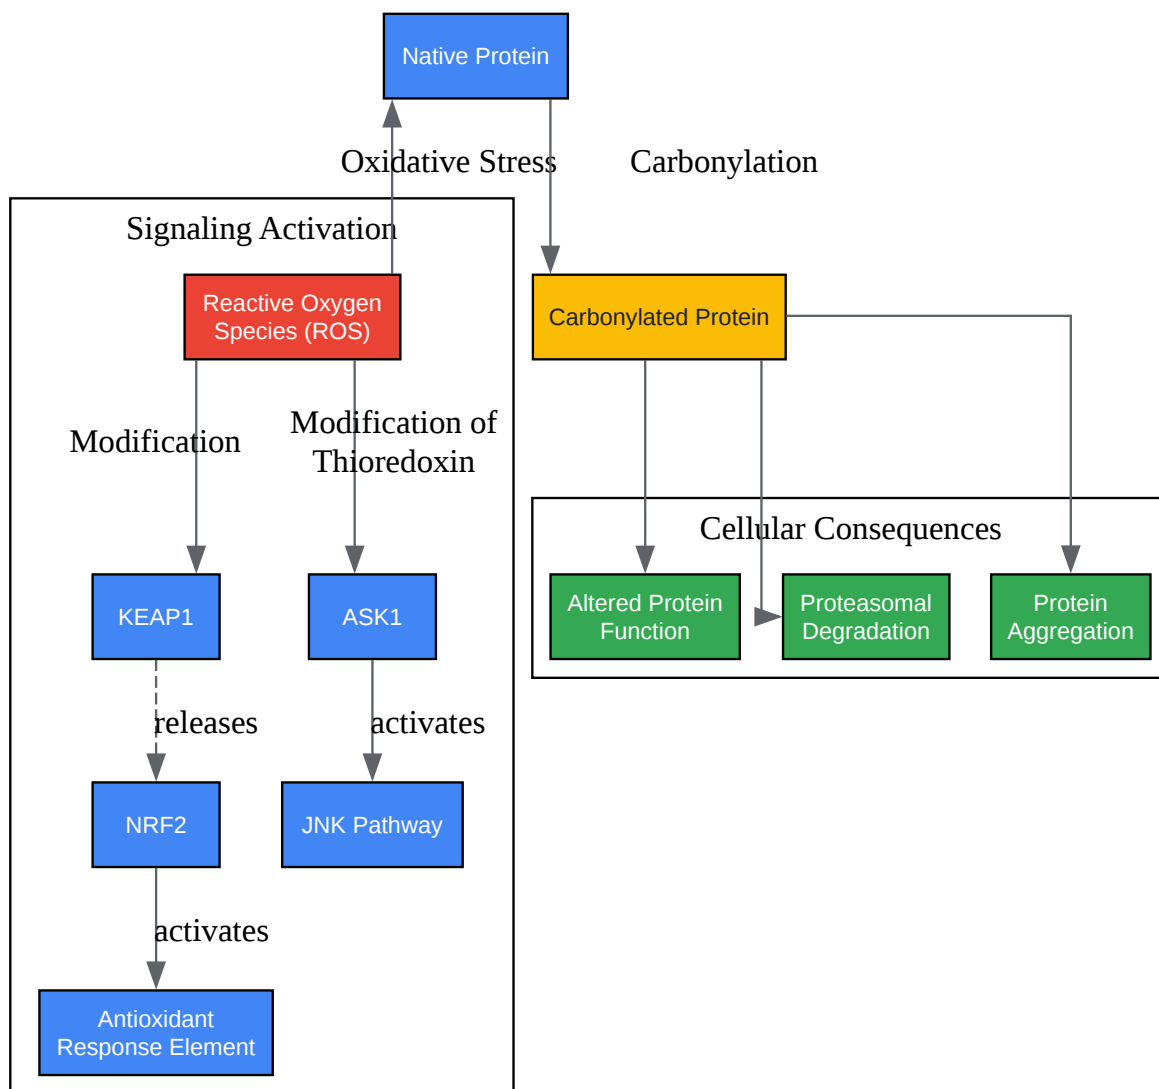 Native Protein
Oxidative Stress
Carbonylation
Signaling Activation
Reactive Oxygen
Species (ROS)
Carbonylated Protein
Modification
Modification of
Thioredoxin
Cellular Consequences
KEAP1
ASK1
Altered Protein
Function
Proteasomal
Degradation
Protein
Aggregation
releases
activates
NRF2
JNK Pathway
activates
Antioxidant
Response Element